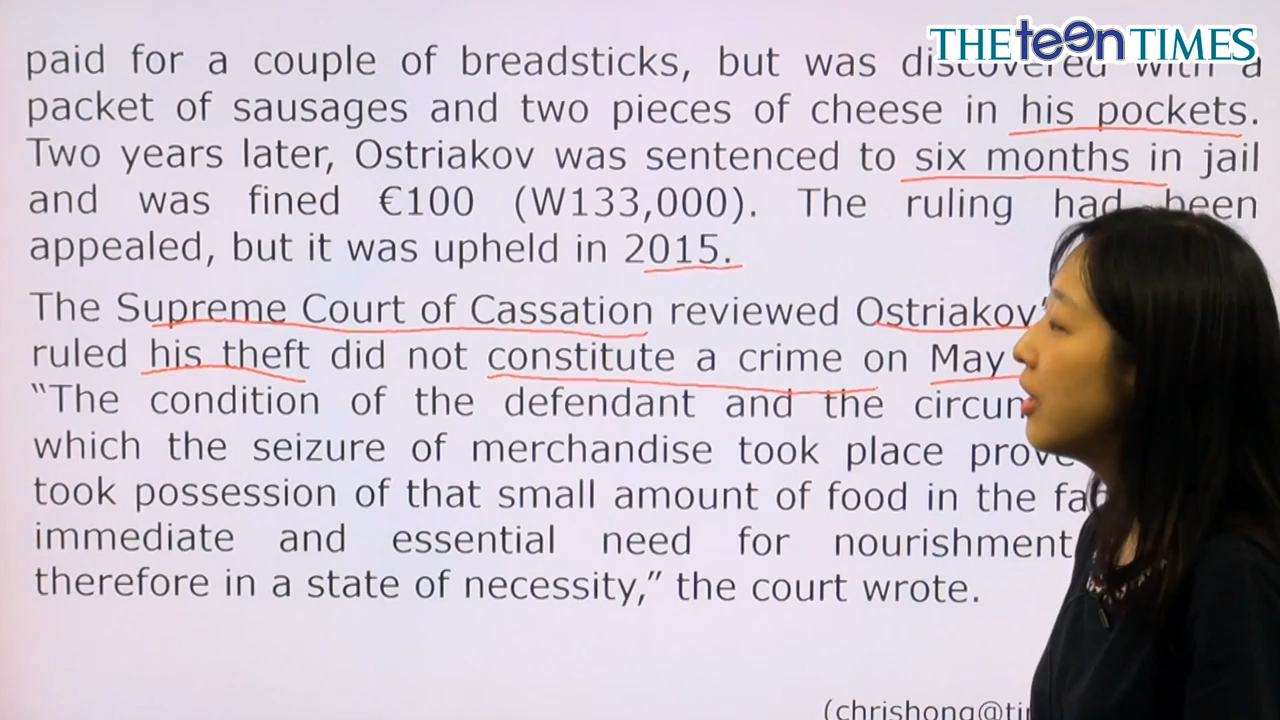 THE teen TIMES
paid for a couple of breadsticks, but was discovered with a
packet of sausages and two pieces of cheese in his pockets.
Two years later, Ostriakov was sentenced to six months in jail
and was fined €100 (W133,000). The ruling had been
appealed, but it was upheld in 2015.
The Supreme Court of Cassation reviewed Ostriakov'
ruled his theft did not constitute a crime on May
“The condition of the defendant and the
which the seizure of merchandise took place
took possession of that small amount of food in the
immediate and essential need for nourishment
therefore in a state of necessity,” the court wrote.